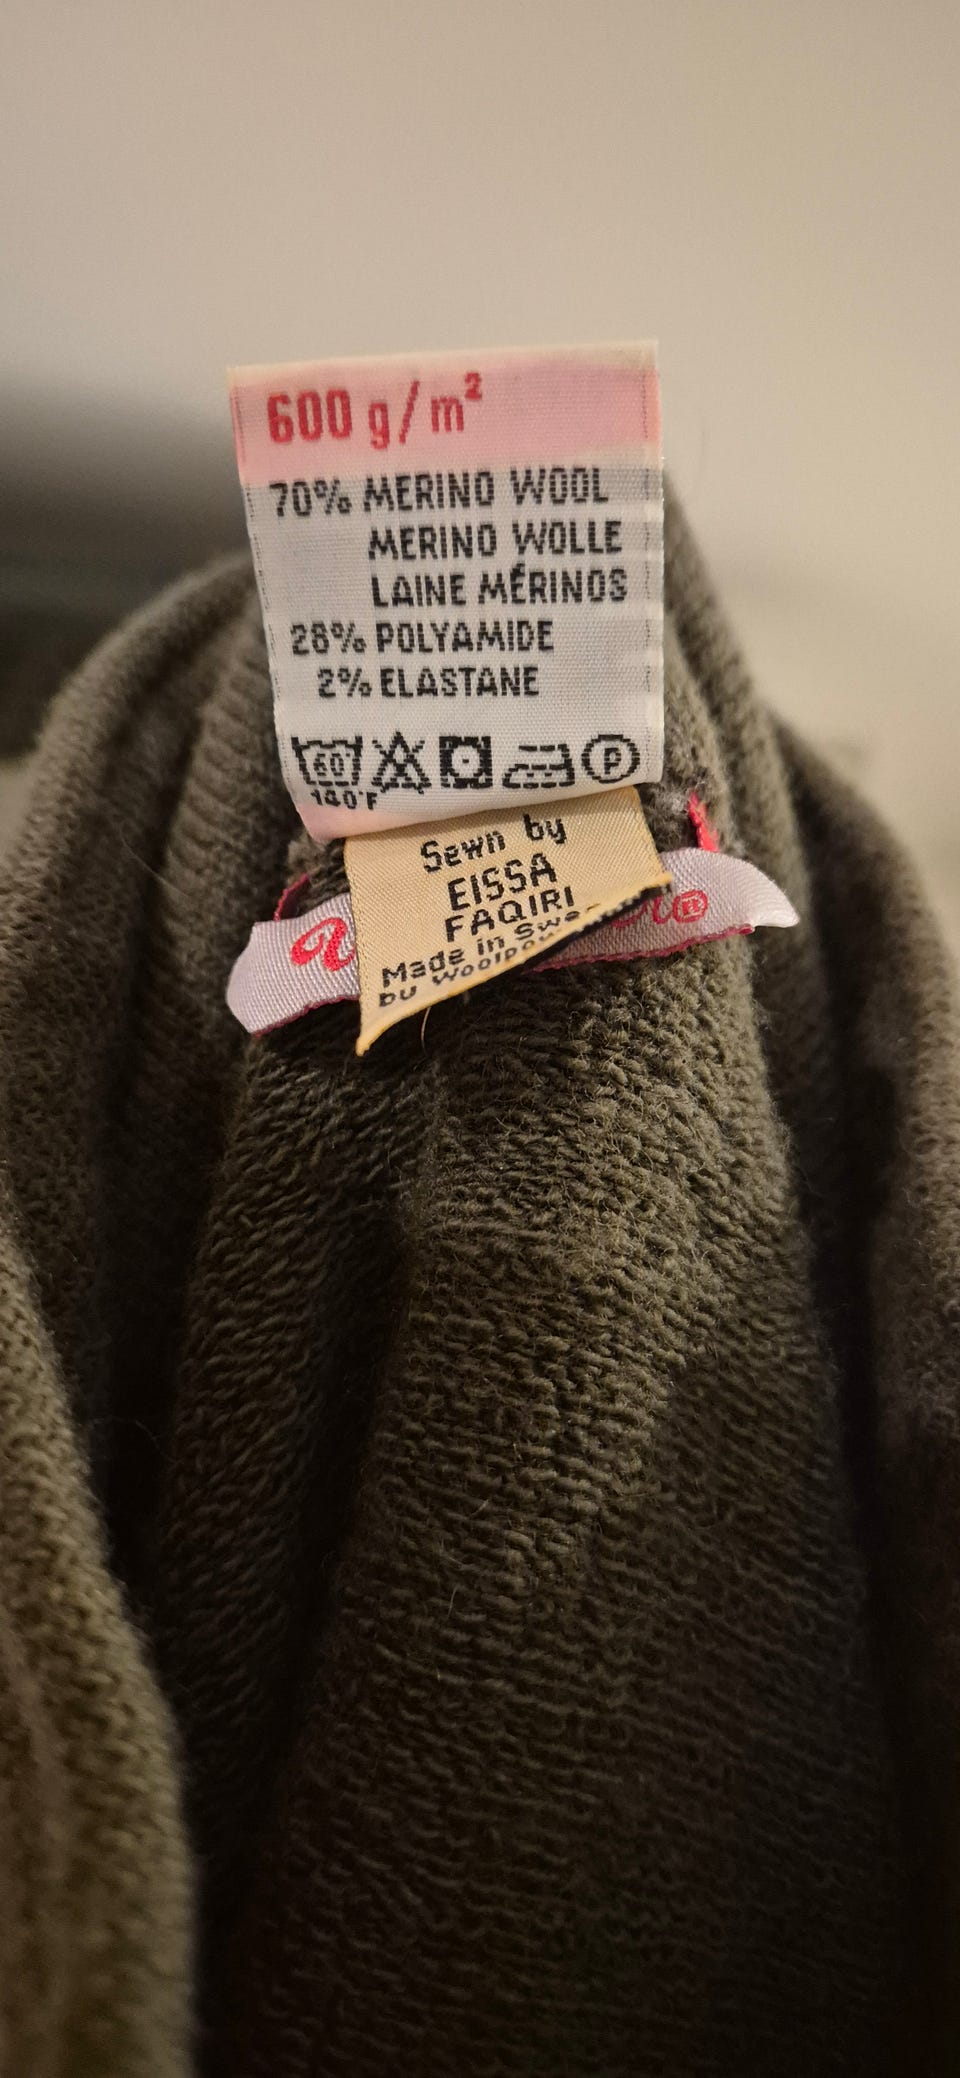 600 g/m²
70% MERINO WOOL
MERINO WOLLE
LAINE MÉRINOS
28% POLYAMIDE
2% ELASTANE
60°
P
140°F
Sewn by
EISSA
FAQIRI
Made in
by
®